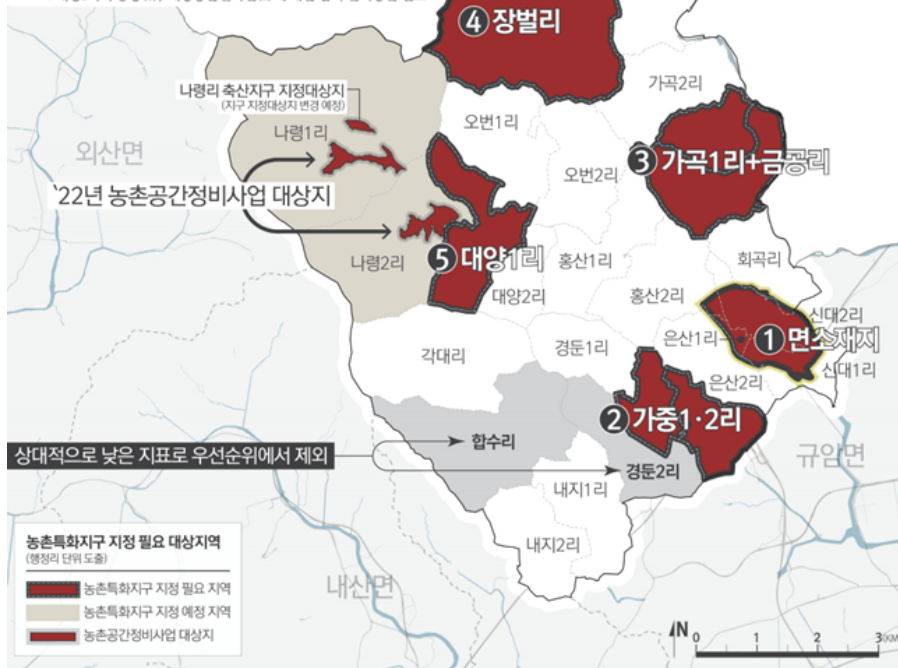 4 장벌리
가곡2리
나령리 축산지구 지정대상지
(지구 지정대상지 변경 예정)
오번1리
나령1리
외산면
3 가곡1리+금공리
오번2리
'22년 농촌공간정비사업 대상지
나령2리
5 대양1리
홍산1리
회곡리
대양2리
홍산2리
신대2리
은산1리
1 면소재지
각대리
경둔1리
신대1리
은산2리
2 가중1·2리
합수리
상대적으로 낮은 지표로 우선순위에서 제외
규암면
경둔2리
내지1리
농촌특화지구 지정 필요 대상지역
(행정리 단위 도출)
내지2리
농촌특화지구 지정 필요 지역
내산면
농촌특화지구 지정 예정 지역
농촌공간정비사업 대상지
N 0 1 2 3(KM)